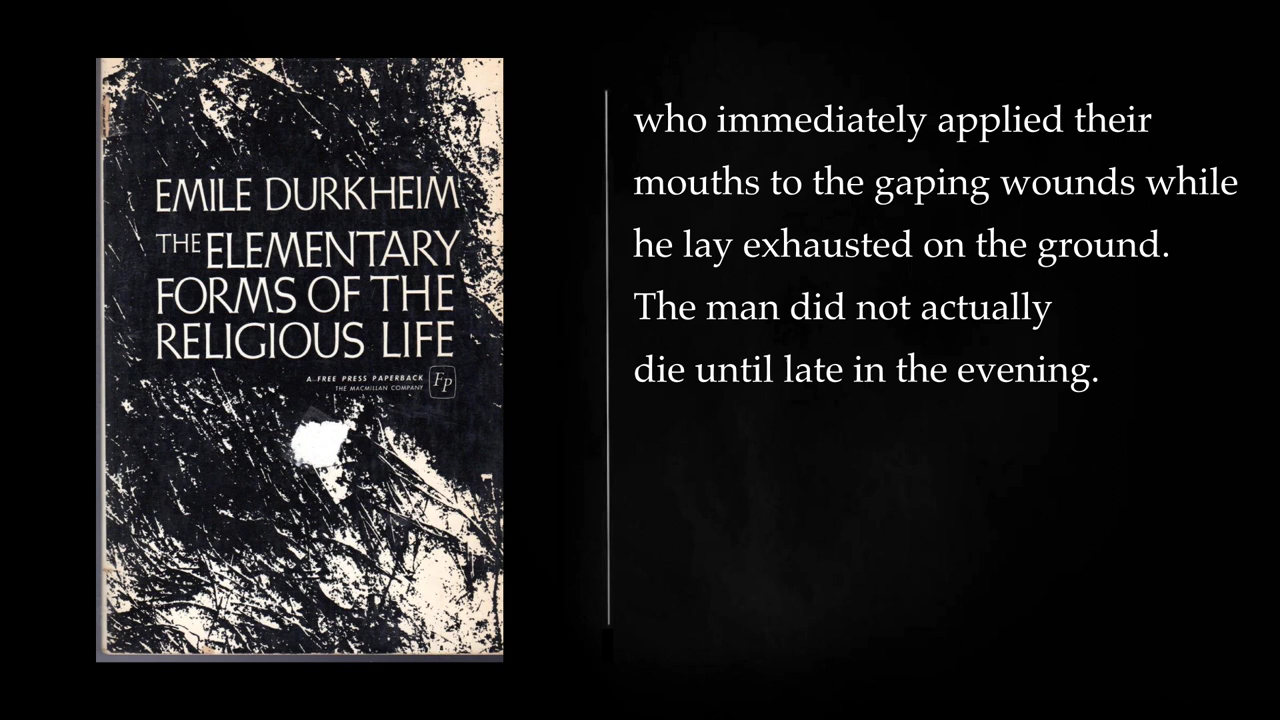 EMILE DURKHEIM
THE ELEMENTARY
FORMS OF THE
RELIGIOUS LIFE
A FREE PRESS PAPERBACK
THE MACMILLAN COMPANY
Fp
who immediately applied their
mouths to the gaping wounds while
he lay exhausted on the ground.
The man did not actually
die until late in the evening.